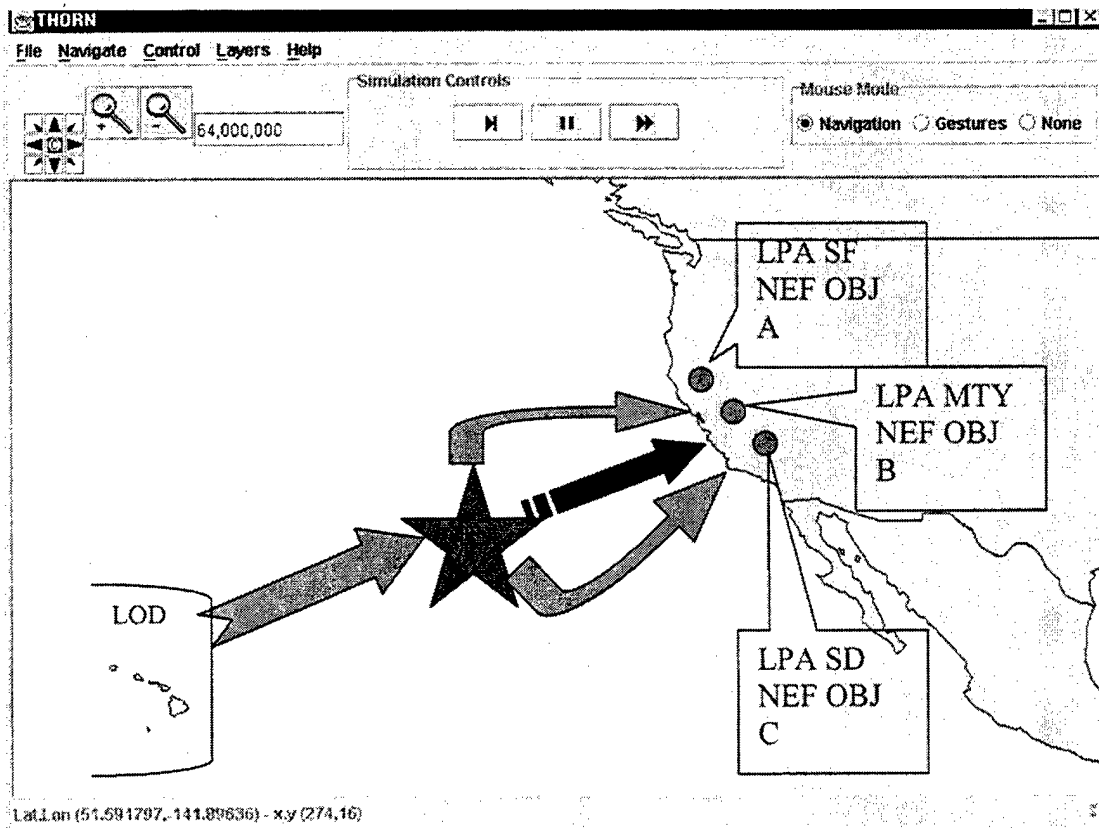 THORN
File Navigate Control Layers Help
Simulation Controls
Mouse Mode
+
-
64,000,000
Navigation Gestures None
C
LPA SF
NEF OBJ
A
LPA MTY
NEF OBJ
B
LOD
LPA SD
NEF OBJ
C
Lat,Lon (51.591797,-141.89636) - x,y (274,16)